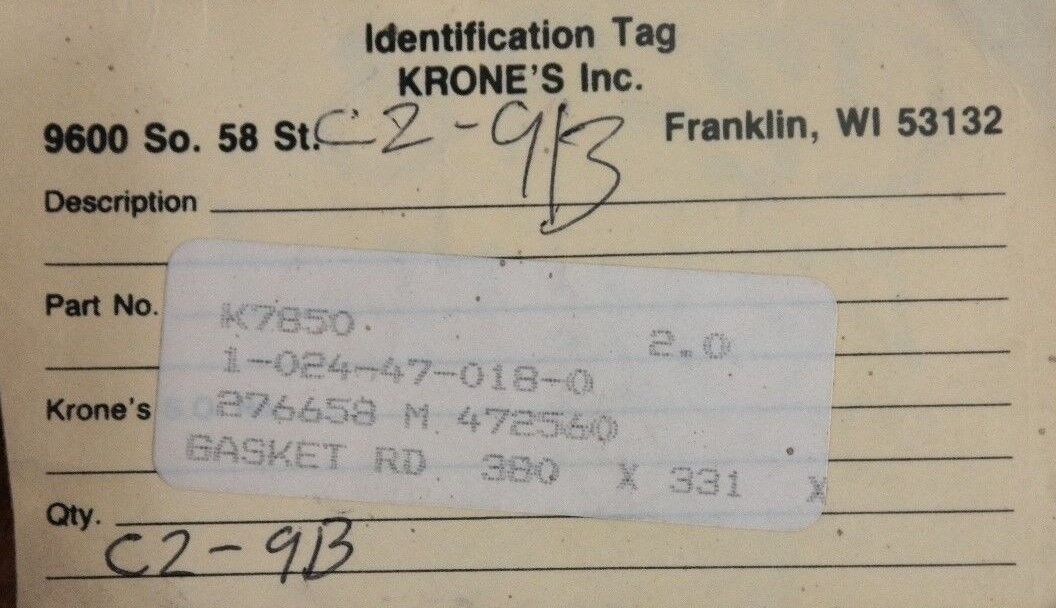 Identification Tag
KRONE'S Inc.
9600 So. 58 St. C2-9B Franklin, WI 53132
Description
Part No.
K7850 2.0
1-024-47-018-0
Krone's 276658 M 472560
GASKET RD 380 X 331 X
Qty.
C2-9B